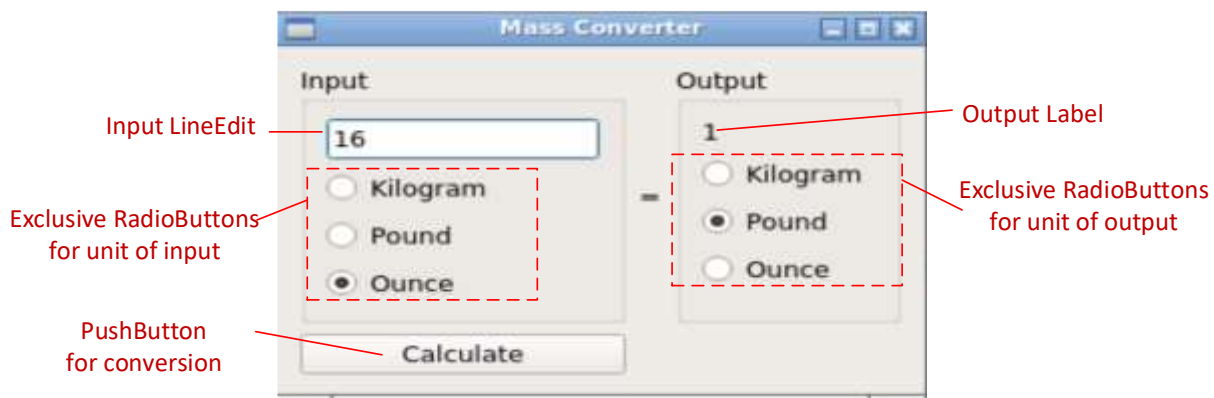 Mass Converter
Input
Output
Input LineEdit
16
1
Output Label
Kilogram
Kilogram
Exclusive RadioButtons
for unit of input
=
Exclusive RadioButtons
for unit of output
Pound
Pound
Ounce
Ounce
PushButton
for conversion
Calculate